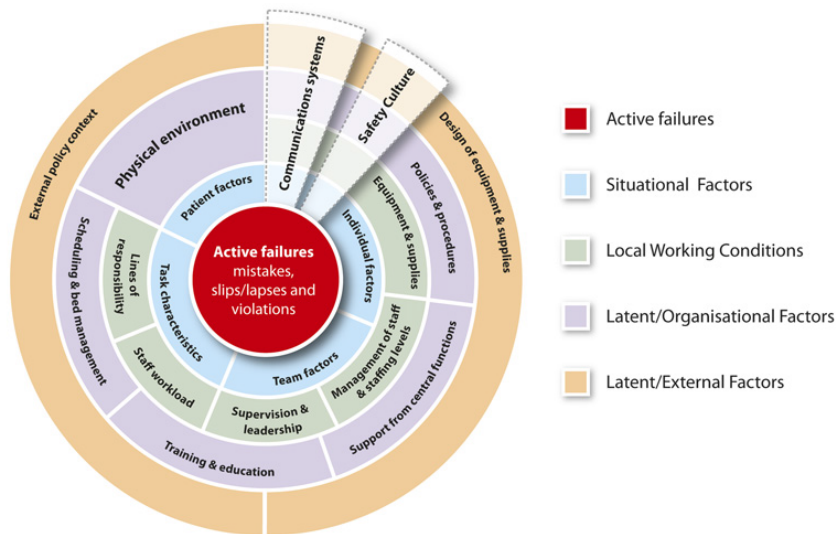 Communications systems
Safety Culture
External policy context
Design of equipment & supplies
Physical environment
Policies & procedures
Scheduling & bed management
Support from central functions
Training & education
Lines of
responsibility
Equipment & supplies
Staff workload
Supervision &
leadership
Management of staff
& staffing levels
Patient factors
Individual factors
Task characteristics
Team factors
Active failures
mistakes,
slips/lapses and
violations
Active failures
Situational Factors
Local Working Conditions
Latent/Organisational Factors
Latent/External Factors